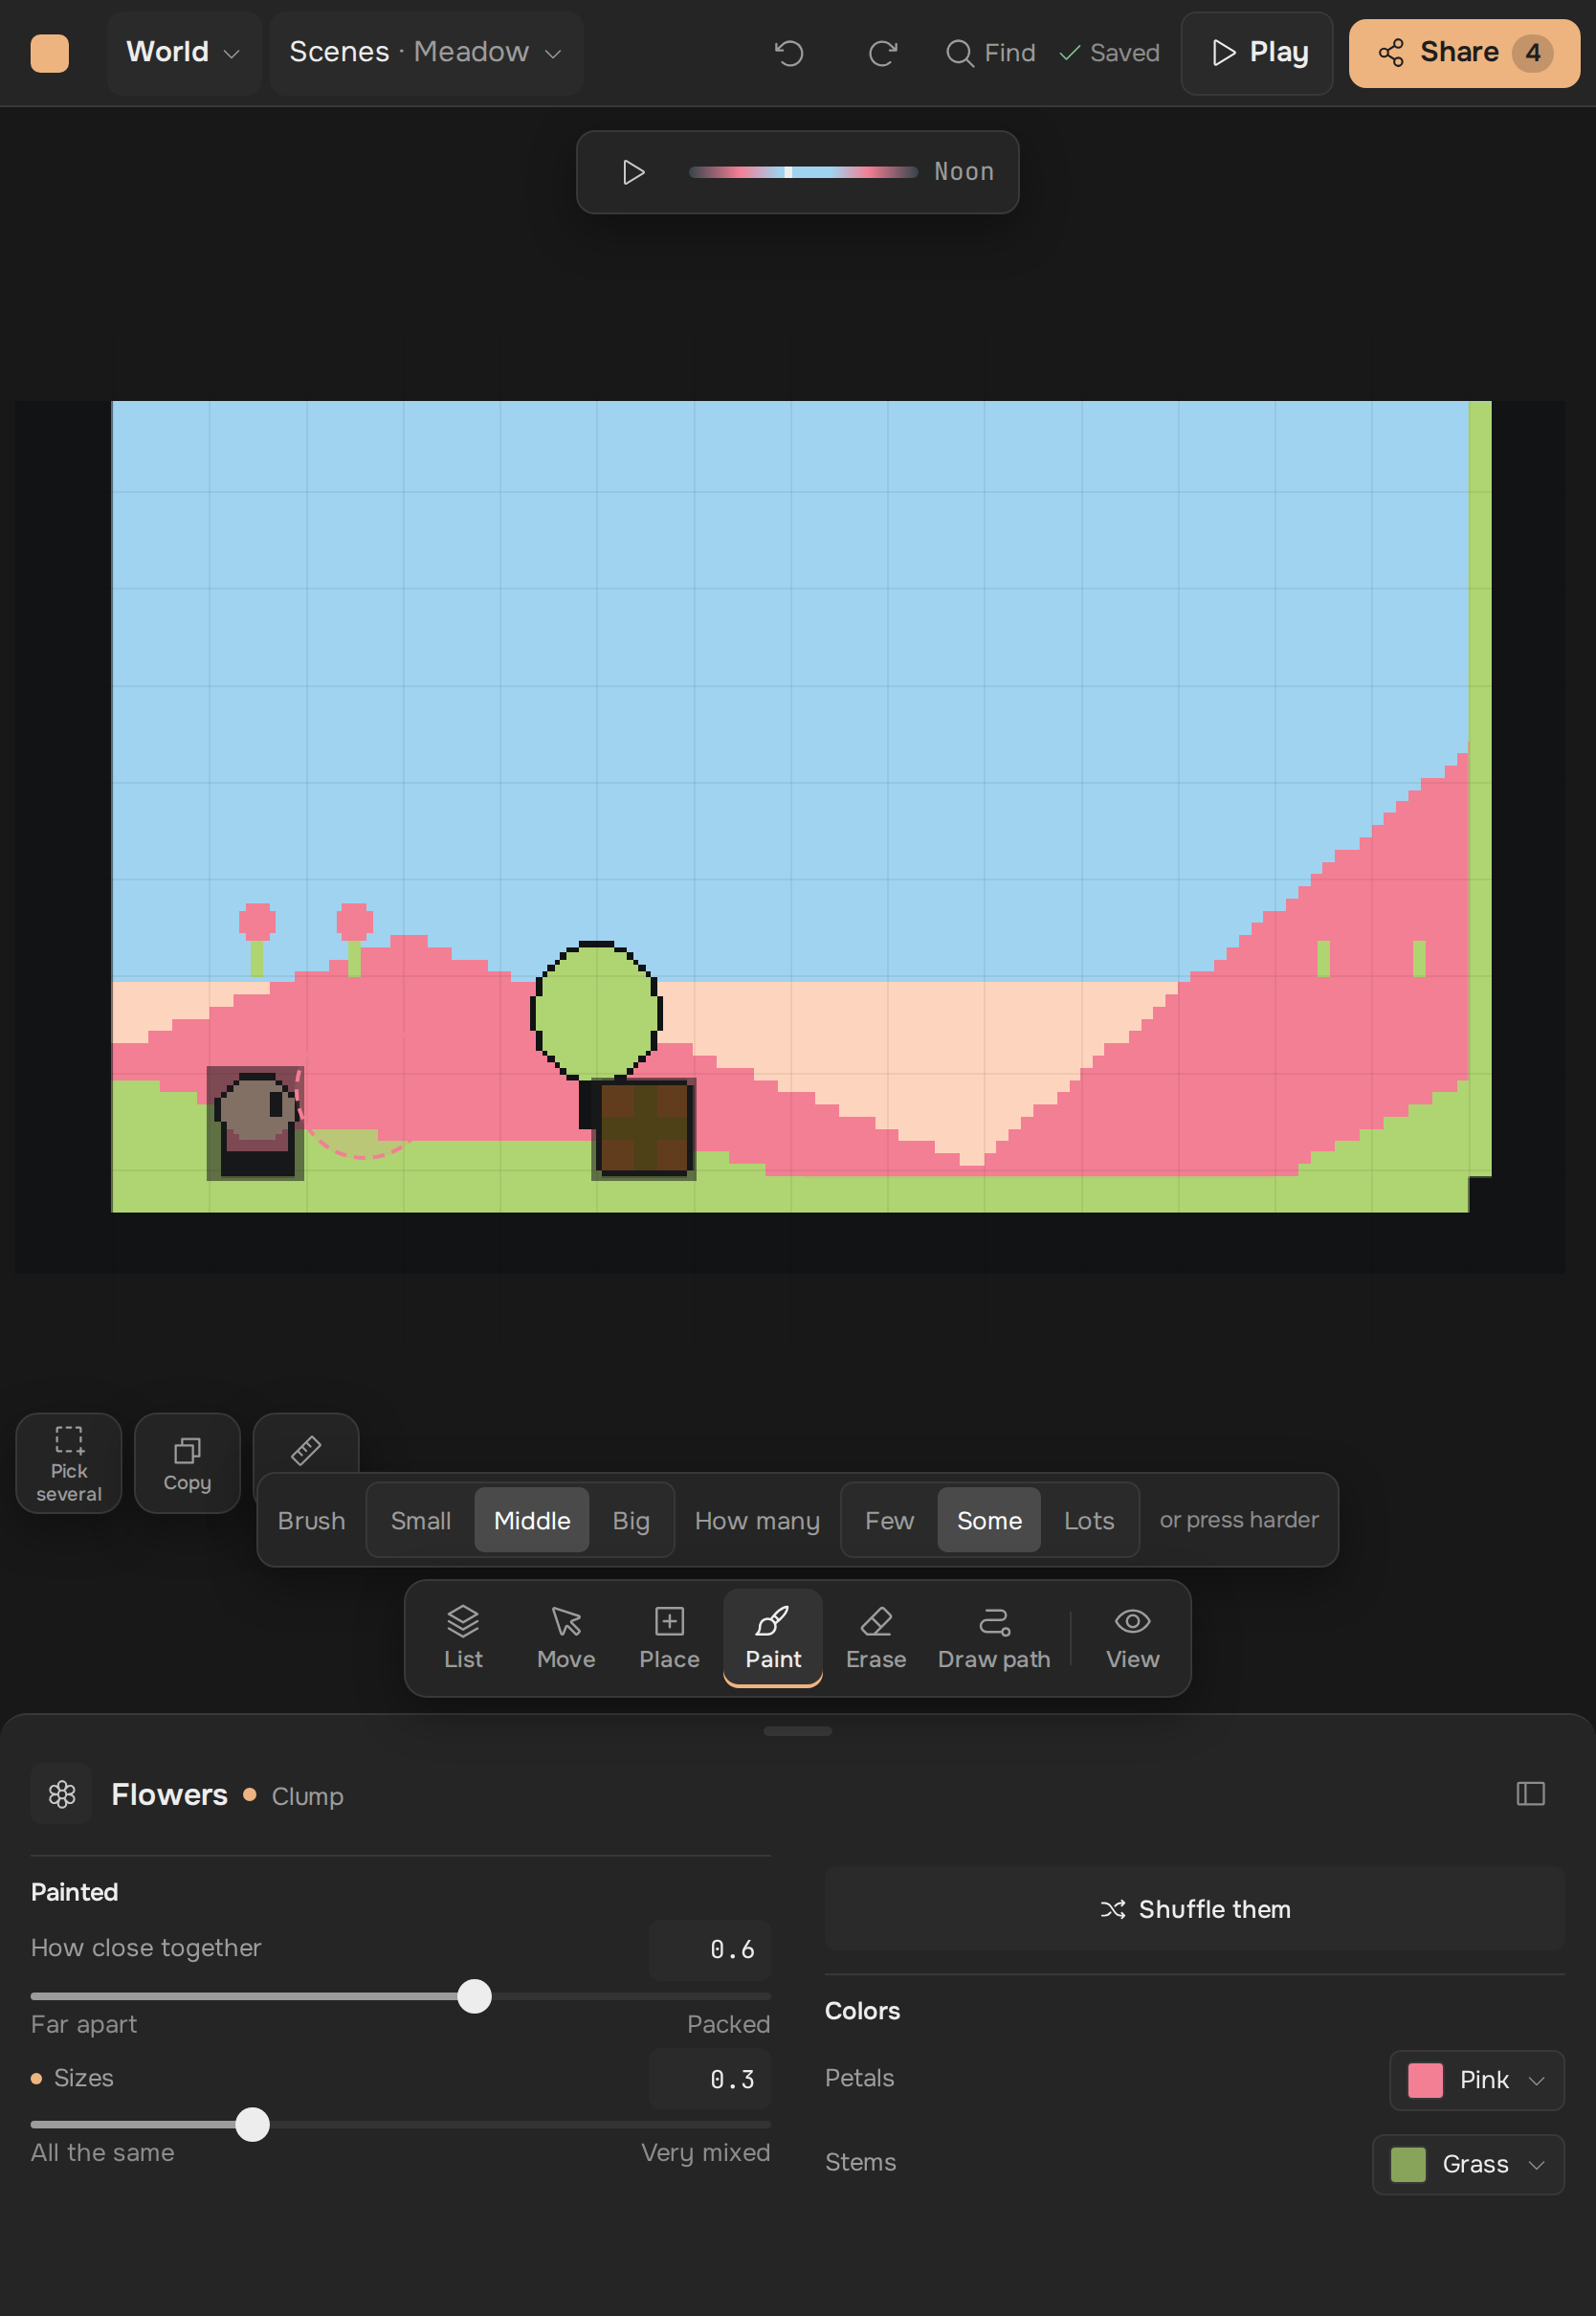 World
Scenes · Meadow
Find
Saved
Play
Share 4
Noon
Pick
several
Copy
Brush Small Middle Big How many Few Some Lots or press harder
List Move Place Paint Erase Draw path View
Flowers Clump
Painted
How close together 0.6
Far apart Packed
Sizes 0.3
All the same Very mixed
Shuffle them
Colors
Petals Pink
Stems Grass